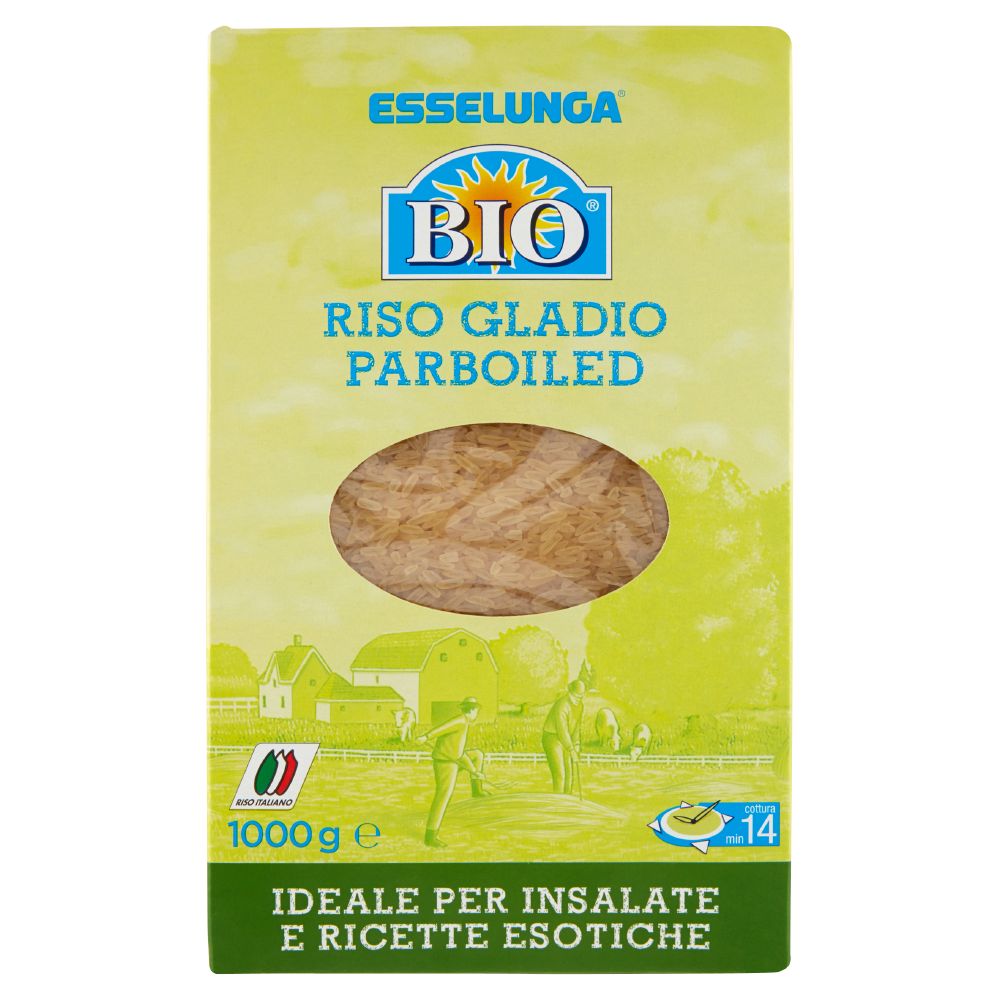 ESSELUNGA®
BIO®
RISO GLADIO
PARBOILED
RISO ITALIANO
1000 g ℮
cottura
min 14
IDEALE PER INSALATE
E RICETTE ESOTICHE